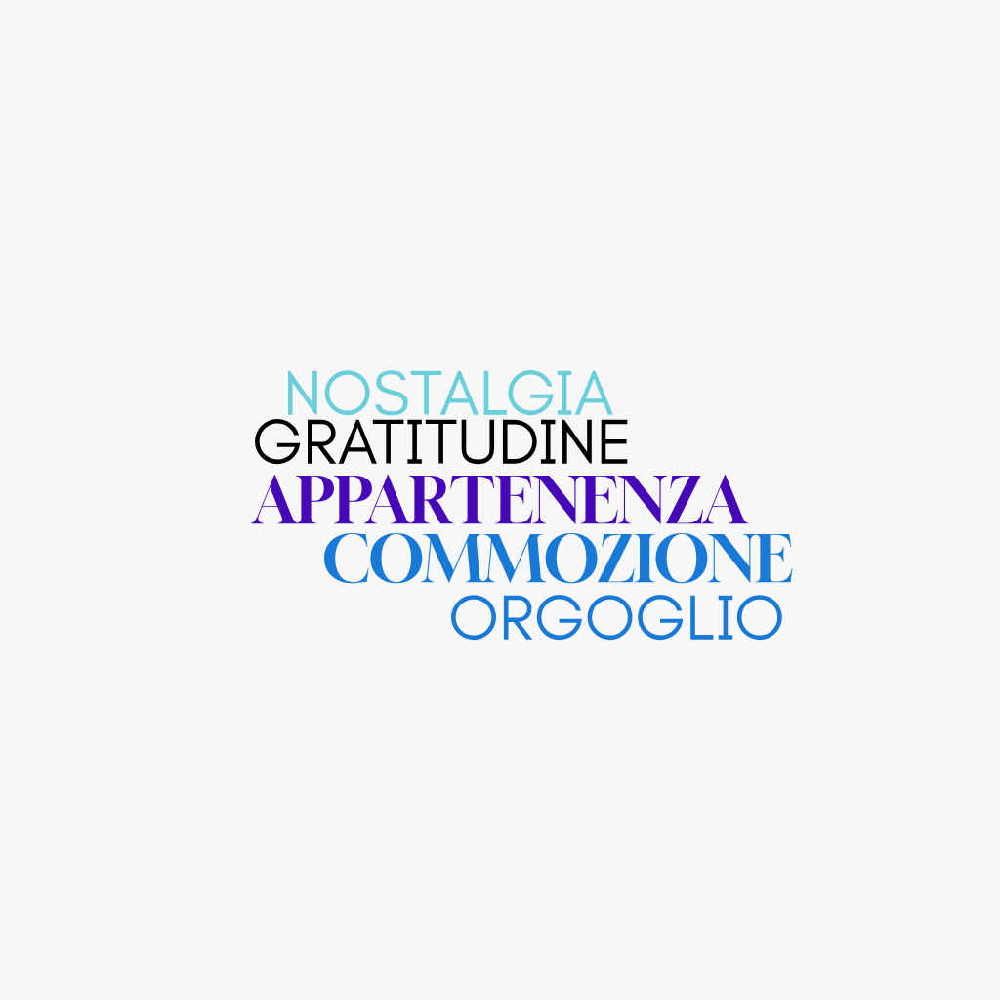 NOSTALGIA
GRATITUDINE
APPARTENENZA
COMMOZIONE
ORGOGLIO